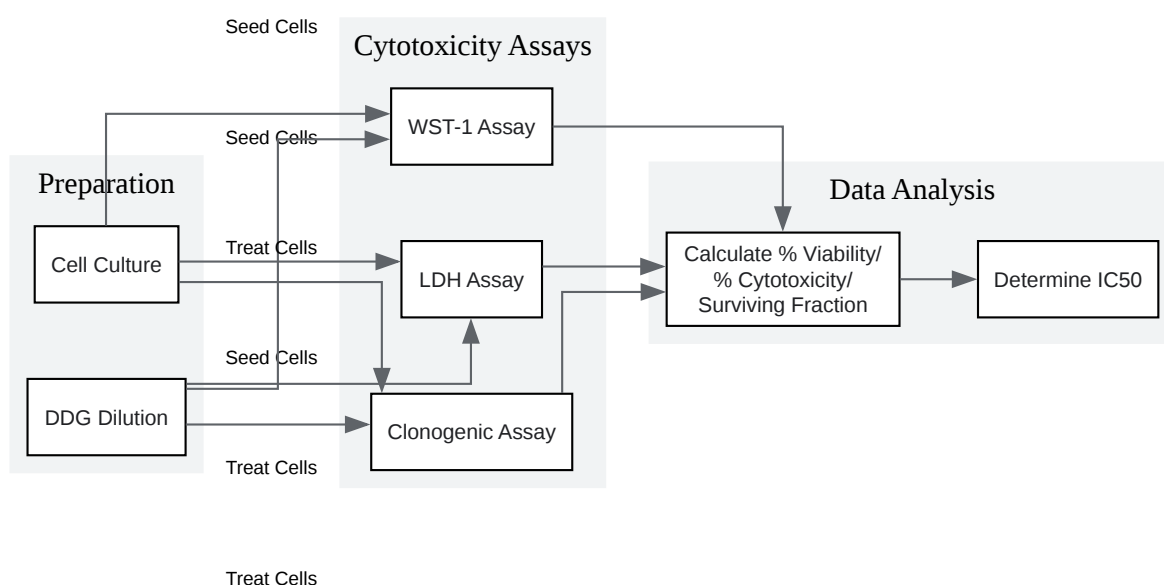 Seed Cells
Cytotoxicity Assays
WST-1 Assay
Seed Cells
Preparation
Data Analysis
Treat Cells
Cell Culture
LDH Assay
Calculate % Viability/
% Cytotoxicity/
Surviving Fraction
Determine IC50
Seed Cells
DDG Dilution
Clonogenic Assay
Treat Cells
Treat Cells